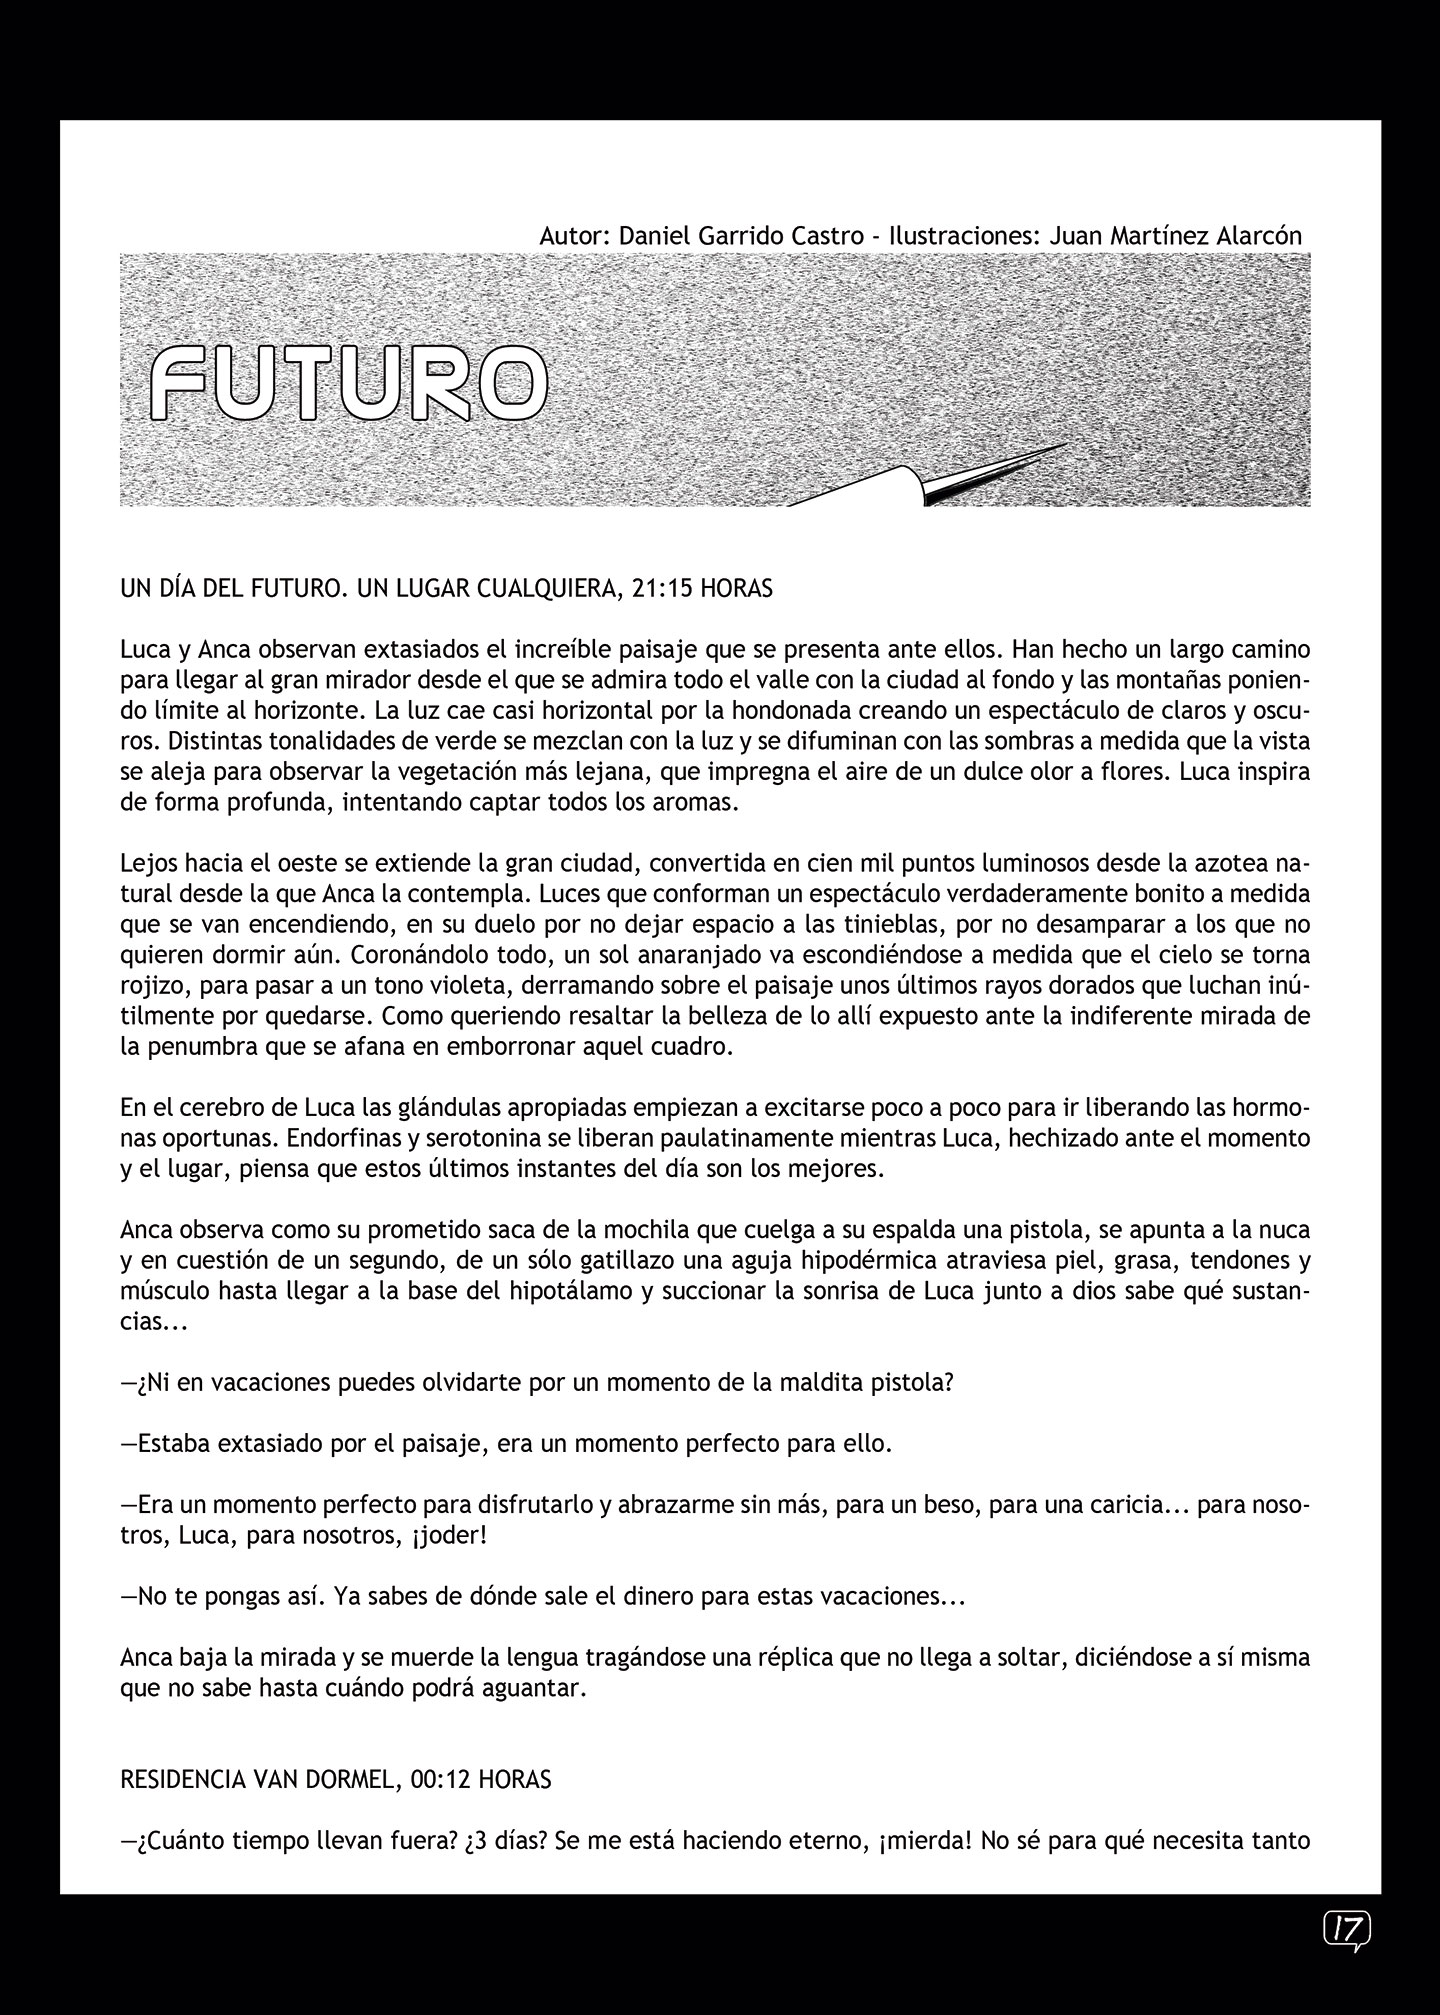 Autor: Daniel Garrido Castro - Ilustraciones: Juan Martínez Alarcón
FUTURO
UN DÍA DEL FUTURO. UN LUGAR CUALQUIERA, 21:15 HORAS
Luca y Anca observan extasiados el increíble paisaje que se presenta ante ellos. Han hecho un largo camino
para llegar al gran mirador desde el que se admira todo el valle con la ciudad al fondo y las montañas ponien-
do límite al horizonte. La luz cae casi horizontal por la hondonada creando un espectáculo de claros y oscu-
ros. Distintas tonalidades de verde se mezclan con la luz y se difuminan con las sombras a medida que la vista
se aleja para observar la vegetación más lejana, que impregna el aire de un dulce olor a flores. Luca inspira
de forma profunda, intentando captar todos los aromas.
Lejos hacia el oeste se extiende la gran ciudad, convertida en cien mil puntos luminosos desde la azotea na-
tural desde la que Anca la contempla. Luces que conforman un espectáculo verdaderamente bonito a medida
que se van encendiendo, en su duelo por no dejar espacio a las tinieblas, por no desamparar a los que no
quieren dormir aún. Coronándolo todo, un sol anaranjado va escondiéndose a medida que el cielo se torna
rojizo, para pasar a un tono violeta, derramando sobre el paisaje unos últimos rayos dorados que luchan inú-
tilmente por quedarse. Como queriendo resaltar la belleza de lo allí expuesto ante la indiferente mirada de
la penumbra que se afana en emborronar aquel cuadro.
En el cerebro de Luca las glándulas apropiadas empiezan a excitarse poco a poco para ir liberando las hormo-
nas oportunas. Endorfinas y serotonina se liberan paulatinamente mientras Luca, hechizado ante el momento
y el lugar, piensa que estos últimos instantes del día son los mejores.
Anca observa como su prometido saca de la mochila que cuelga a su espalda una pistola, se apunta a la nuca
y en cuestión de un segundo, de un sólo gatillazo una aguja hipodérmica atraviesa piel, grasa, tendones y
músculo hasta llegar a la base del hipotálamo y succionar la sonrisa de Luca junto a dios sabe qué sustan-
cias...
—¿Ni en vacaciones puedes olvidarte por un momento de la maldita pistola?
—Estaba extasiado por el paisaje, era un momento perfecto para ello.
—Era un momento perfecto para disfrutarlo y abrazarme sin más, para un beso, para una caricia... para noso-
tros, Luca, para nosotros, ¡joder!
—No te pongas así. Ya sabes de dónde sale el dinero para estas vacaciones...
Anca baja la mirada y se muerde la lengua tragándose una réplica que no llega a soltar, diciéndose a sí misma
que no sabe hasta cuándo podrá aguantar.
RESIDENCIA VAN DORMEL, 00:12 HORAS
—¿Cuánto tiempo llevan fuera? ¿3 días? Se me está haciendo eterno, ¡mierda! No sé para qué necesita tanto
17